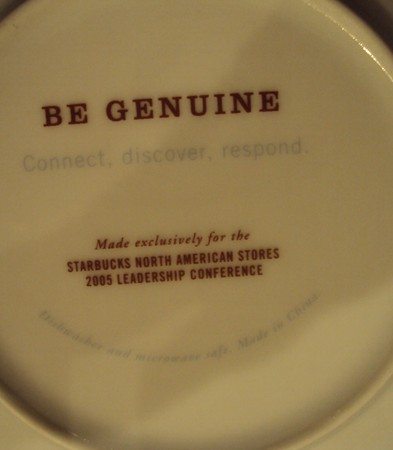 BE GENUINE
Connect, discover, respond.
Made exclusively for the
STARBUCKS NORTH AMERICAN STORES
2005 LEADERSHIP CONFERENCE
Dishwasher and microwave safe. Made in China.